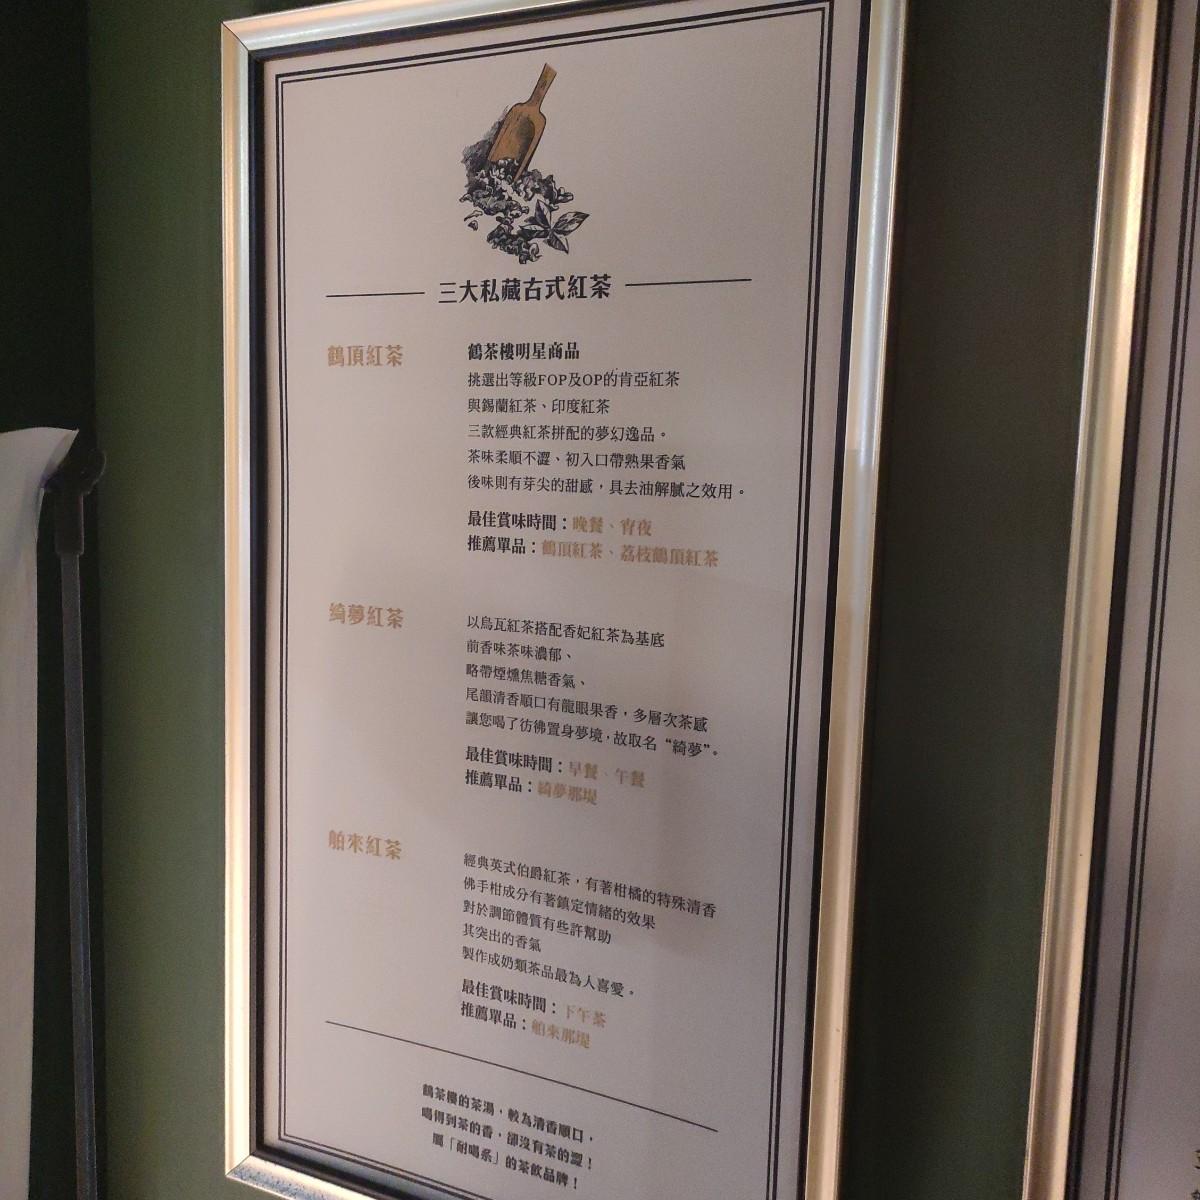 三大私藏古式紅茶
鶴頂紅茶
鶴茶樓明星商品
挑選出等級FOP及OP的肯亞紅茶
與錫蘭紅茶、印度紅茶
三款經典紅茶拼配的夢幻逸品。
茶味柔順不澀、初入口帶熟果香氣
後味則有芽尖的甜感，具去油解膩之效用。
最佳賞味時間：晚餐、宵夜
推薦單品：鶴頂紅茶、荔枝鶴頂紅茶
綺夢紅茶
以烏瓦紅茶搭配香妃紅茶為基底
前香味茶味濃郁、
略帶煙燻焦糖香氣、
尾韻清香順口有龍眼果香，多層次茶感
讓您喝了彷彿置身夢境，故取名“綺夢”。
最佳賞味時間：早餐、午餐
推薦單品：綺夢那堤
舶來紅茶
經典英式伯爵紅茶，有著柑橘的特殊清香
佛手柑成分有著鎮定情緒的效果
對於調節體質有些許幫助
其突出的香氣
製作成奶類茶品最為人喜愛。
最佳賞味時間：下午茶
推薦單品：舶來那堤
鶴茶樓的茶湯，較為清香順口，
喝得到茶的香，卻沒有茶的澀！
屬「耐喝系」的茶飲品牌！